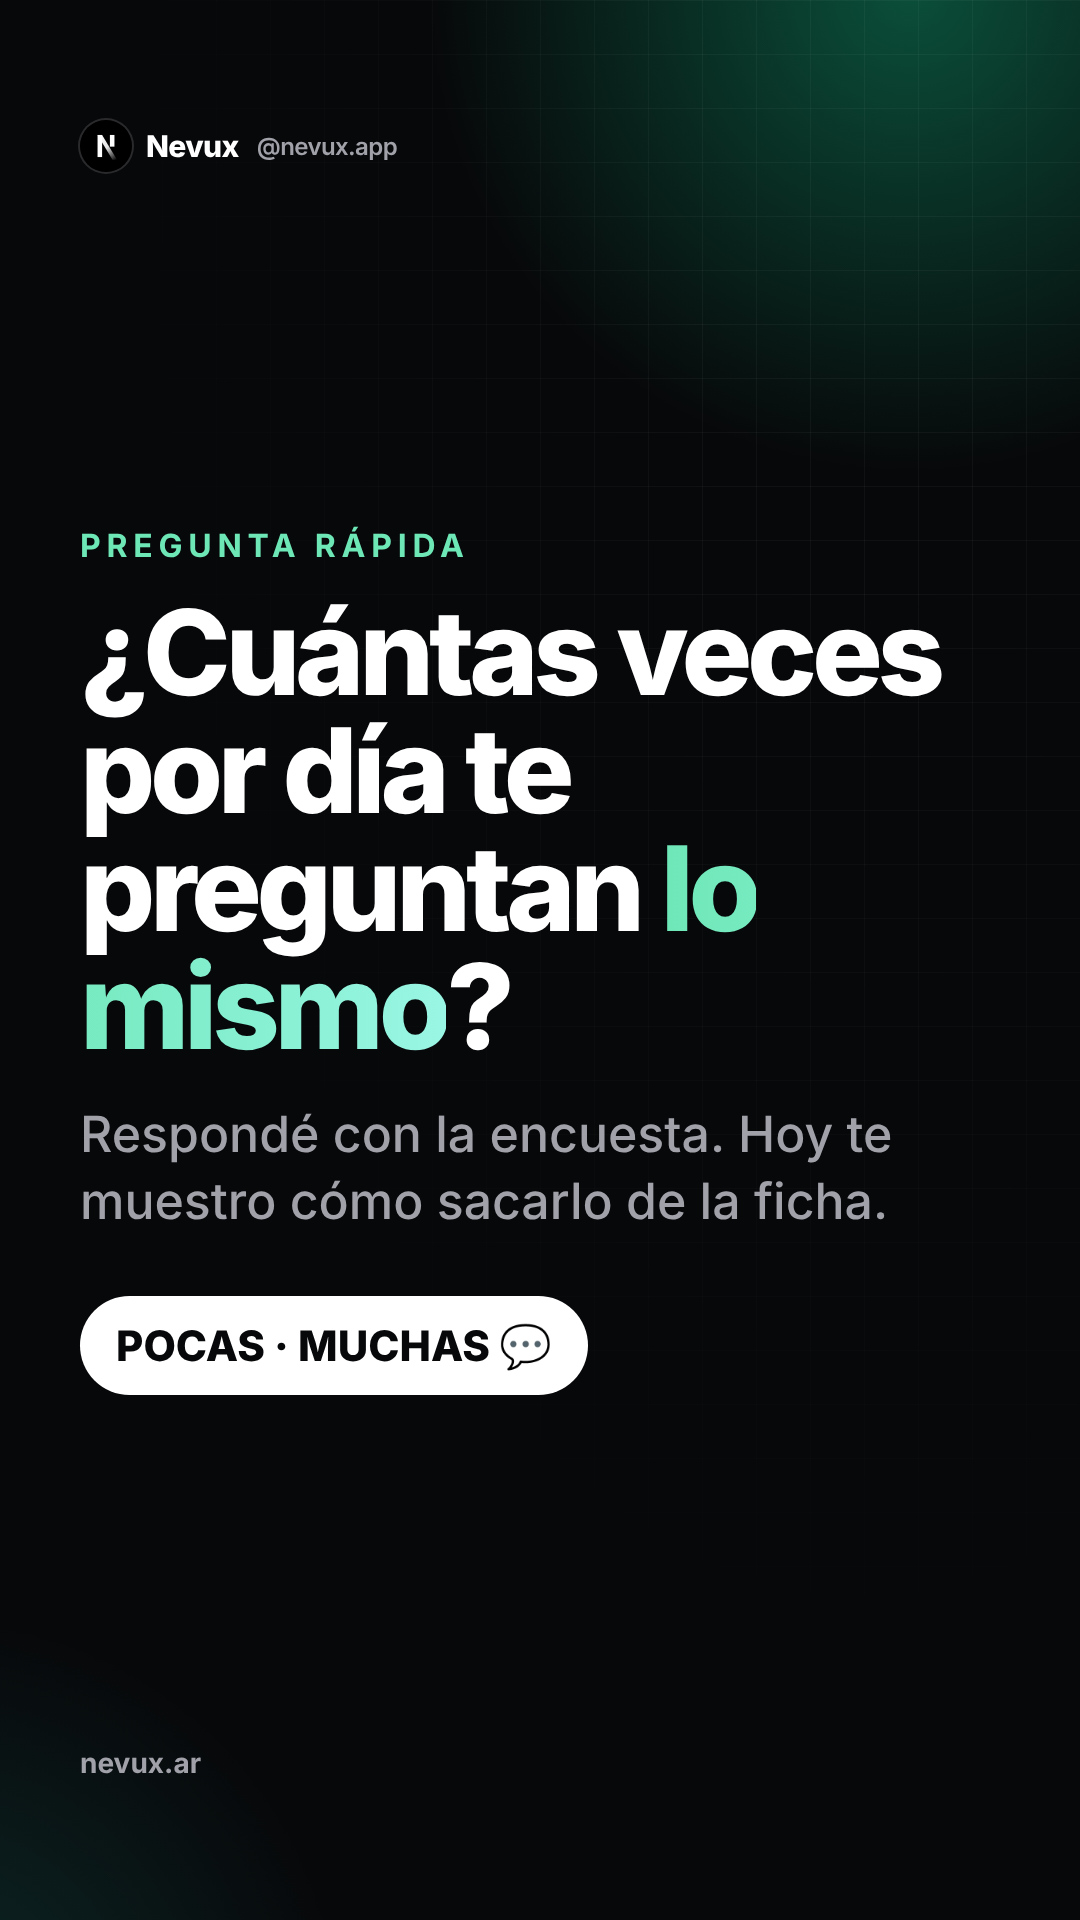 N Nevux @nevux.app
PREGUNTA RÁPIDA
¿Cuántas veces
por día te
preguntan lo
mismo?
Respondé con la encuesta. Hoy te
muestro cómo sacarlo de la ficha.
POCAS · MUCHAS 💬
nevux.ar